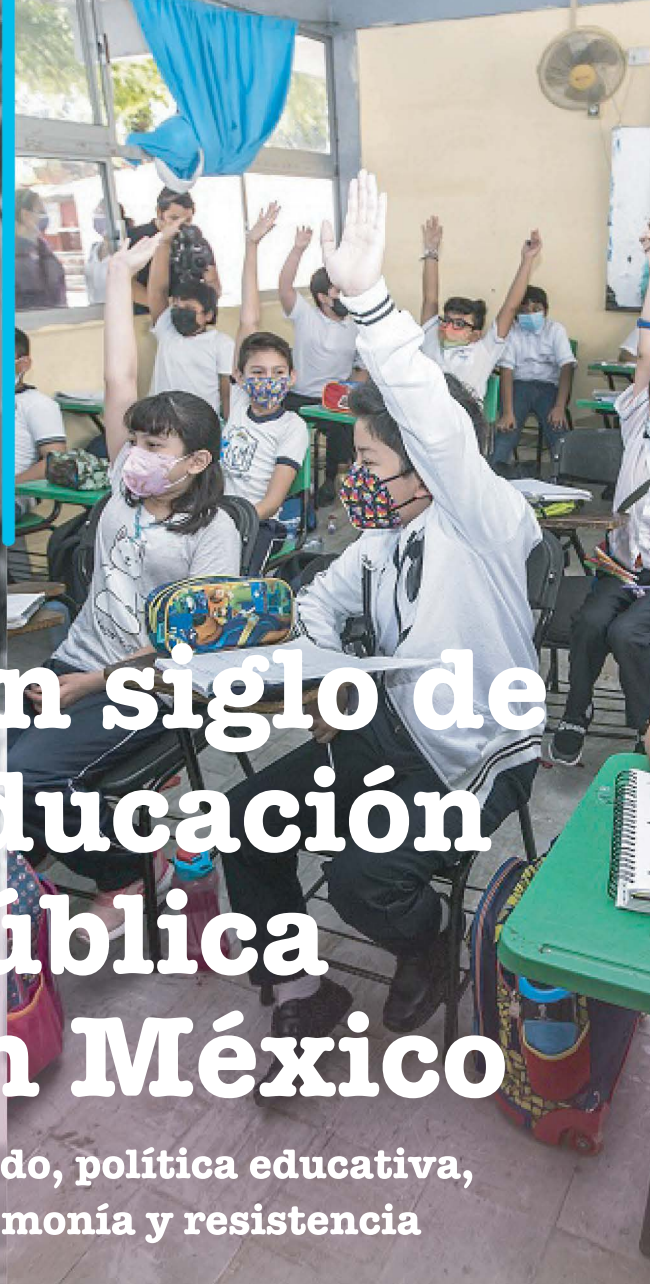 n siglo de
ducación
ública
n México
do, política educativa,
monía y resistencia